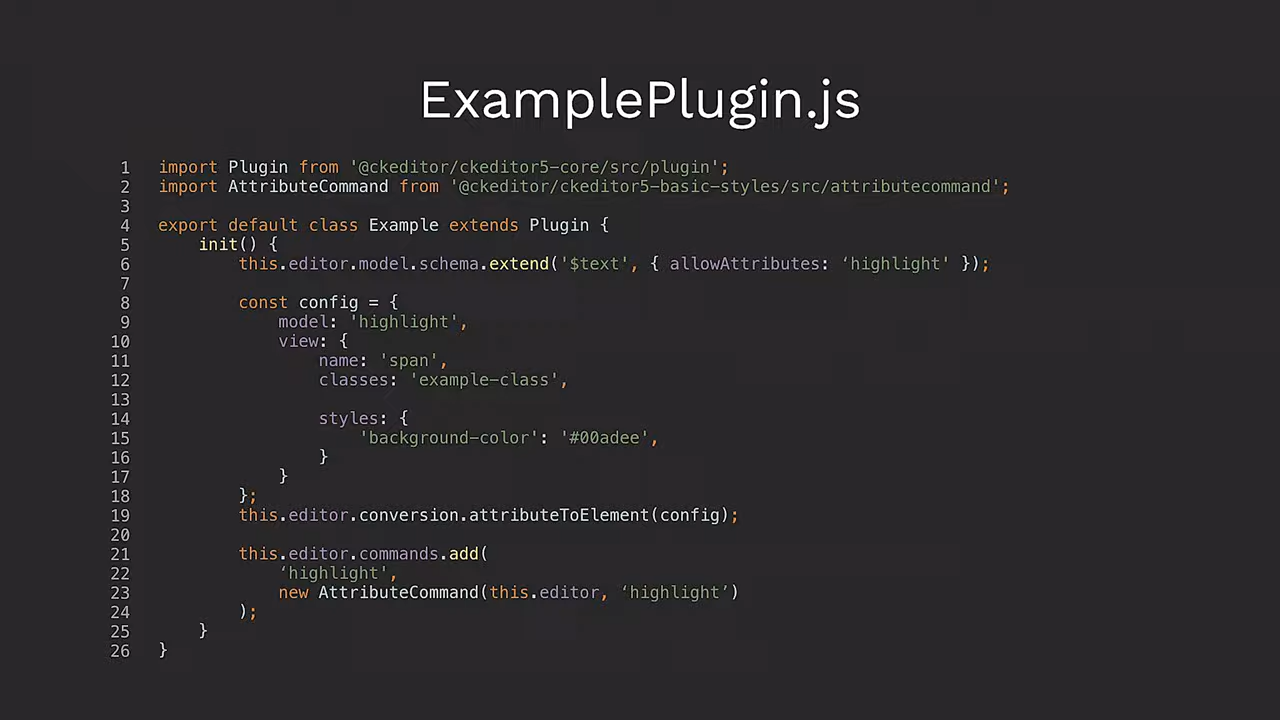 ExamplePlugin.js
1 import Plugin from '@ckeditor/ckeditor5-core/src/plugin';
2 import AttributeCommand from '@ckeditor/ckeditor5-basic-styles/src/attributecommand';
3
4 export default class Example extends Plugin {
5     init() {
6         this.editor.model.schema.extend('$text', { allowAttributes: ‘highlight' });
7
8         const config = {
9             model: 'highlight',
10             view: {
11                 name: 'span',
12                 classes: 'example-class',
13
14                 styles: {
15                     'background-color': '#00adee',
16                 }
17             }
18         };
19         this.editor.conversion.attributeToElement(config);
20
21         this.editor.commands.add(
22             ‘highlight',
23             new AttributeCommand(this.editor, ‘highlight’)
24         );
25     }
26 }